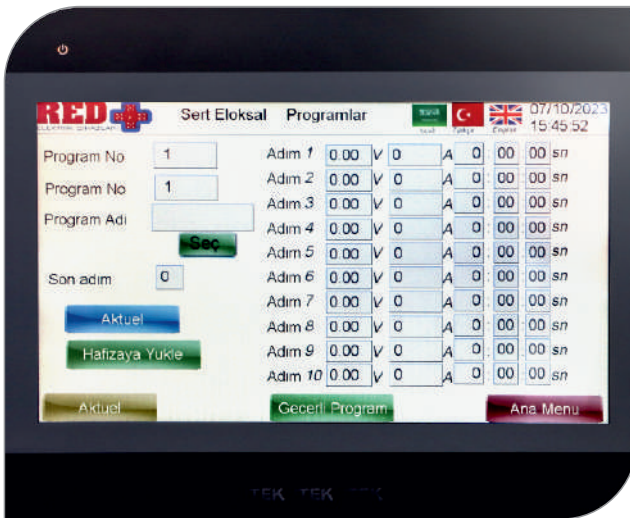 RED
Sert Eloksal Programlar
07/10/2023
15:45:52
Türkçe
English
Program No 1
Program No 1
Program Adı
Seç
Son adım 0
Aktuel
Hafızaya Yukle
Adım 1 0.00 V 0 A 0 : 00 : 00 sn
Adım 2 0.00 V 0 A 0 : 00 : 00 sn
Adım 3 0.00 V 0 A 0 : 00 : 00 sn
Adım 4 0.00 V 0 A 0 : 00 : 00 sn
Adım 5 0.00 V 0 A 0 : 00 : 00 sn
Adım 6 0.00 V 0 A 0 : 00 : 00 sn
Adım 7 0.00 V 0 A 0 : 00 : 00 sn
Adım 8 0.00 V 0 A 0 : 00 : 00 sn
Adım 9 0.00 V 0 A 0 : 00 : 00 sn
Adım 10 0.00 V 0 A 0 : 00 : 00 sn
Aktuel
Gecerli Program
Ana Menu
TEK TEK TEK